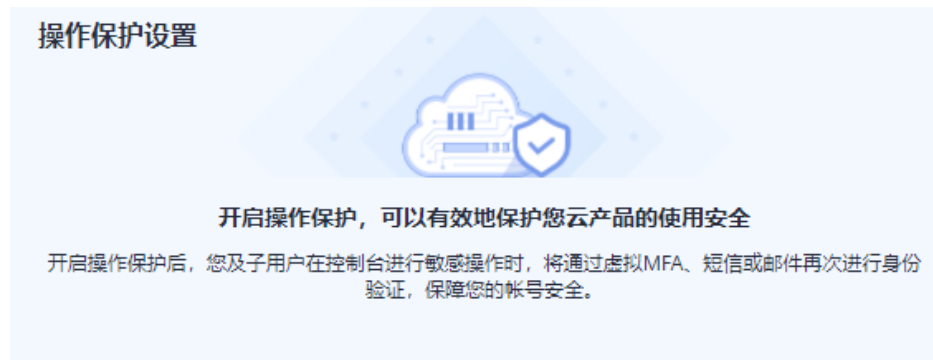 操作保护设置
开启操作保护，可以有效地保护您云产品的使用安全
开启操作保护后，您及子用户在控制台进行敏感操作时，将通过虚拟MFA、短信或邮件再次进行身份
验证，保障您的帐号安全。